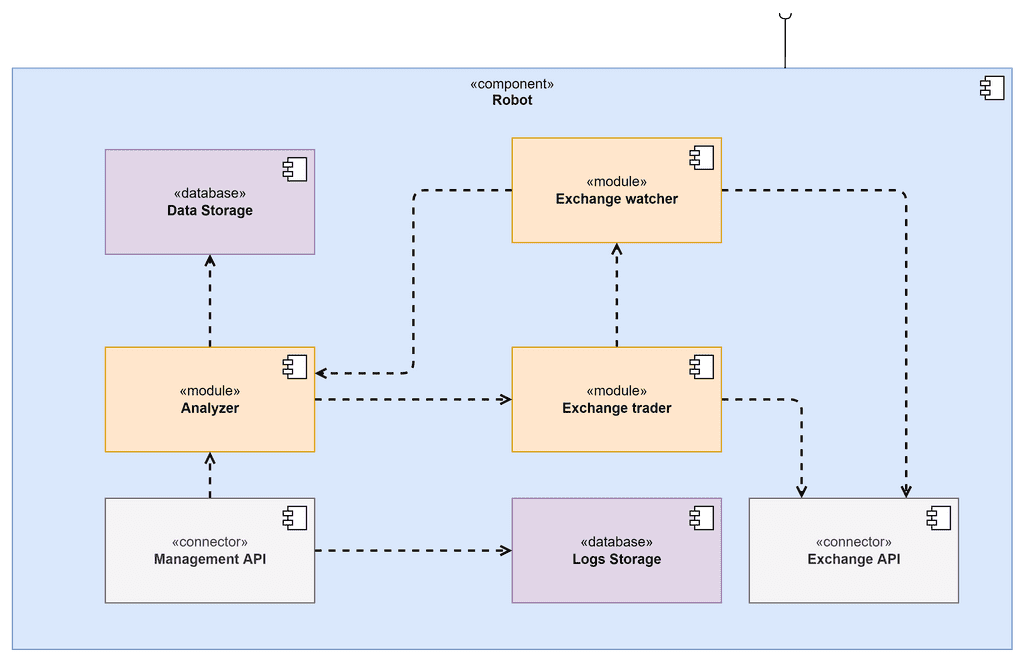 «component»
Robot
«database»
Data Storage
«module»
Exchange watcher
«module»
Analyzer
«module»
Exchange trader
«connector»
Management API
«database»
Logs Storage
«connector»
Exchange API